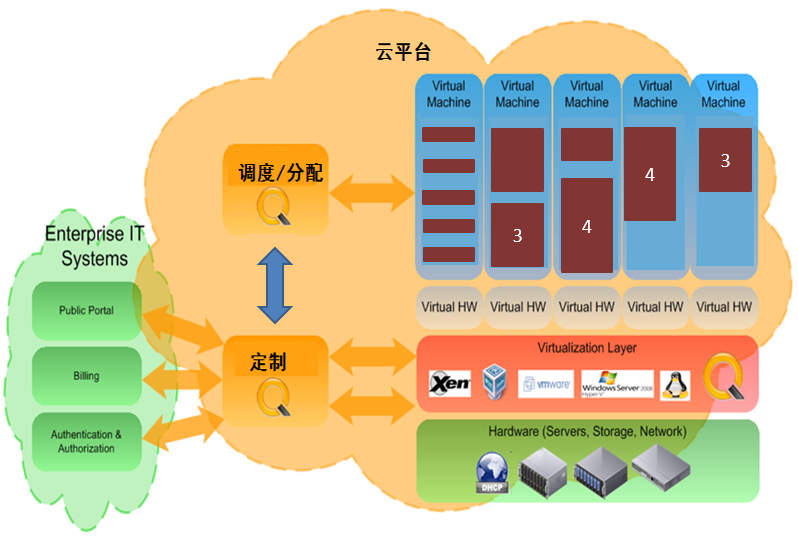 云平台
Virtual Machine
Virtual Machine
Virtual Machine
Virtual Machine
Virtual Machine
3
4
4
3
调度/分配
Enterprise IT
Systems
Public Portal
Billing
Authentication &
Authorization
定制
Virtual HW
Virtual HW
Virtual HW
Virtual HW
Virtual HW
Virtualization Layer
Xen
vmware
Windows Server 2008
Hyper-V
Hardware (Servers, Storage, Network)
DHCP